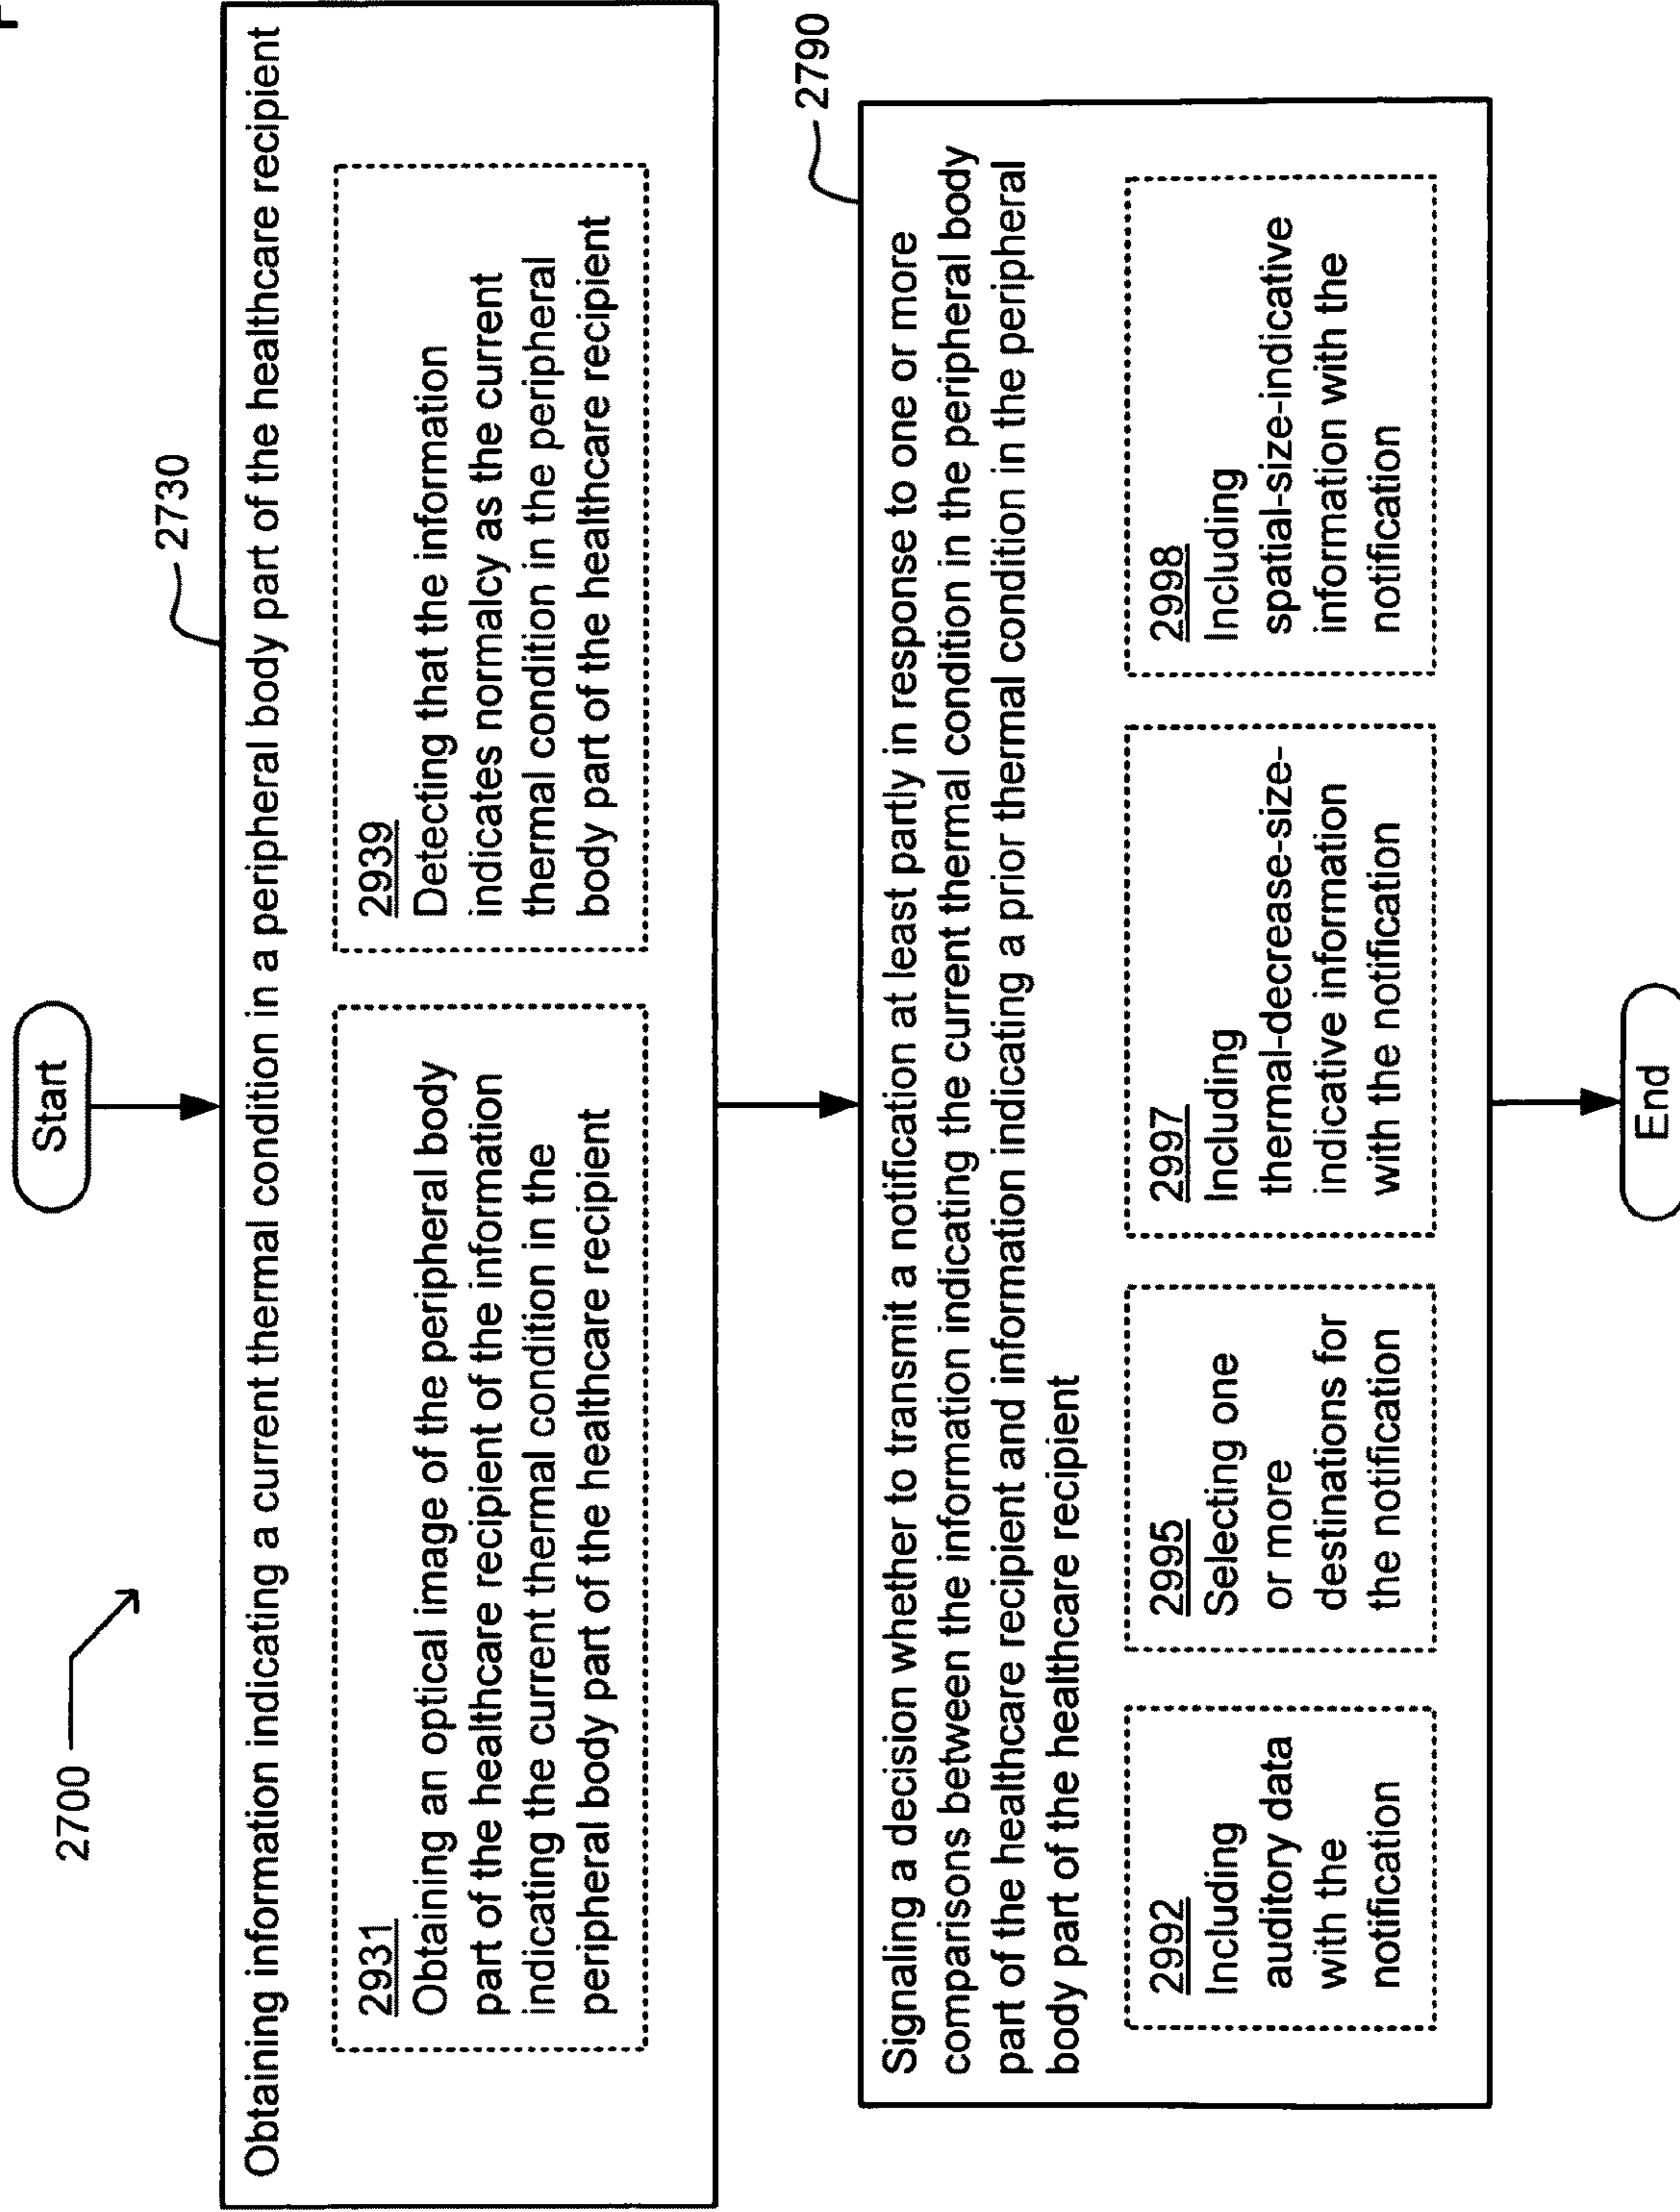 2700
Start
2730
Obtaining information indicating a current thermal condition in a peripheral body part of the healthcare recipient
2931
Obtaining an optical image of the peripheral body
part of the healthcare recipient of the information
indicating the current thermal condition in the
peripheral body part of the healthcare recipient
2939
Detecting that the information
indicates normalcy as the current
thermal condition in the peripheral
body part of the healthcare recipient
2790
Signaling a decision whether to transmit a notification at least partly in response to one or more
comparisons between the information indicating the current thermal condition in the peripheral body
part of the healthcare recipient and information indicating a prior thermal condition in the peripheral
body part of the healthcare recipient
2992
Including
auditory data
with the
notification
2995
Selecting one
or more
destinations for
the notification
2997
Including
thermal-decrease-size-
indicative information
with the notification
2998
Including
spatial-size-indicative
information with the
notification
End